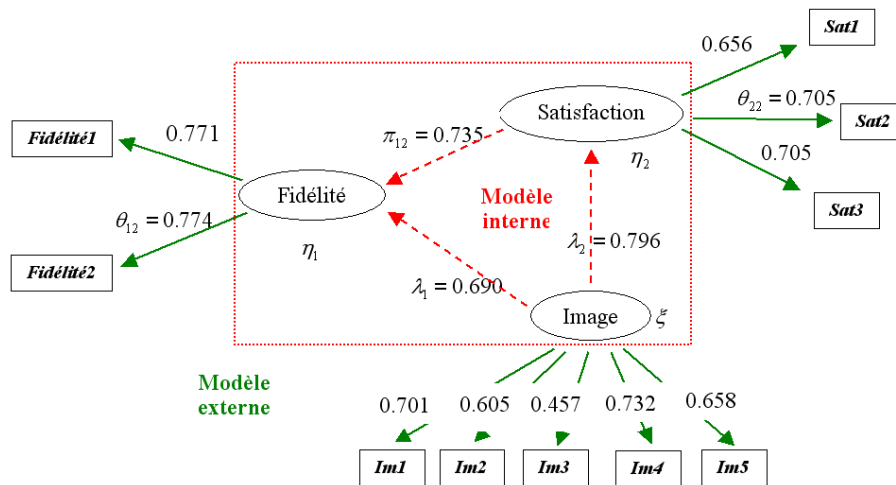 Sat1
0.656
Satisfaction
θ22 = 0.705
Sat2
Fidélité1
0.771
π12 = 0.735
0.705
η2
Fidélité
Modèle
interne
Sat3
θ12 = 0.774
η1
λ2 = 0.796
Fidélité2
λ1 = 0.690
Image
ξ
Modèle
externe
0.701
0.605
0.457
0.732
0.658
Im1
Im2
Im3
Im4
Im5